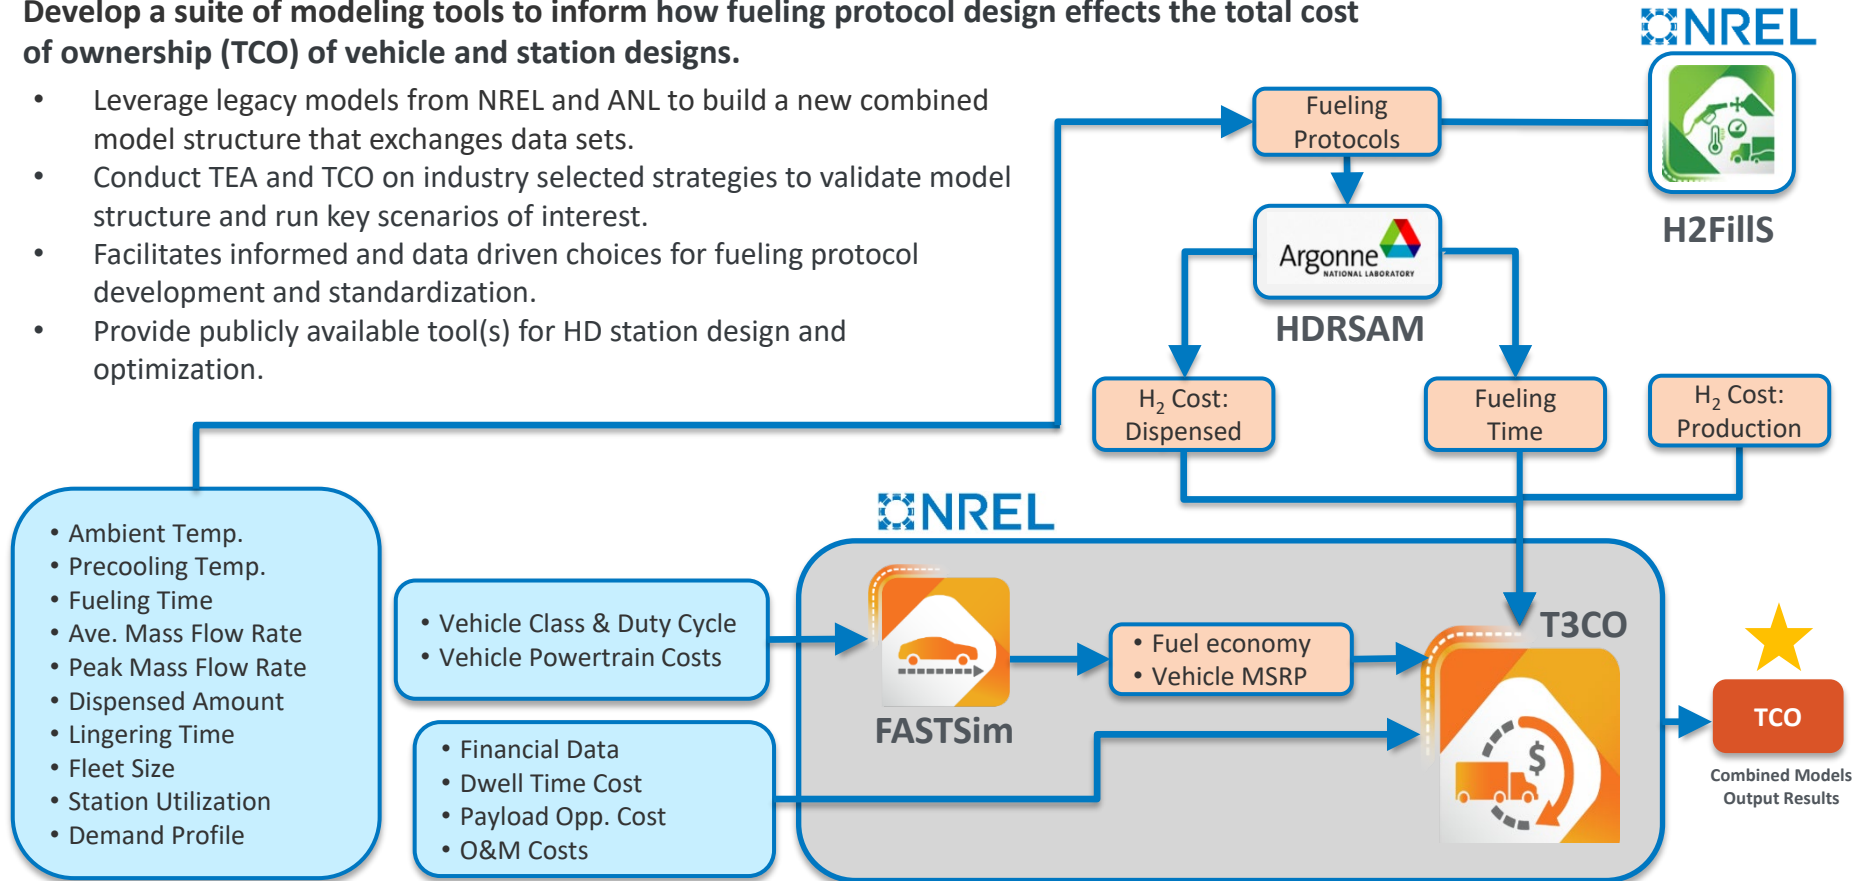 Develop a suite of modeling tools to inform how fueling protocol design effects the total cost
of ownership (TCO) of vehicle and station designs.
• Leverage legacy models from NREL and ANL to build a new combined
model structure that exchanges data sets.
• Conduct TEA and TCO on industry selected strategies to validate model
structure and run key scenarios of interest.
• Facilitates informed and data driven choices for fueling protocol
development and standardization.
• Provide publicly available tool(s) for HD station design and
optimization.
NREL
H2FillS
Fueling
Protocols
Argonne
NATIONAL LABORATORY
HDRSAM
H₂ Cost:
Dispensed
Fueling
Time
H₂ Cost:
Production
• Ambient Temp.
• Precooling Temp.
• Fueling Time
• Ave. Mass Flow Rate
• Peak Mass Flow Rate
• Dispensed Amount
• Lingering Time
• Fleet Size
• Station Utilization
• Demand Profile
• Vehicle Class & Duty Cycle
• Vehicle Powertrain Costs
• Financial Data
• Dwell Time Cost
• Payload Opp. Cost
• O&M Costs
NREL
FASTSim
• Fuel economy
• Vehicle MSRP
T3CO
$
TCO
Combined Models
Output Results